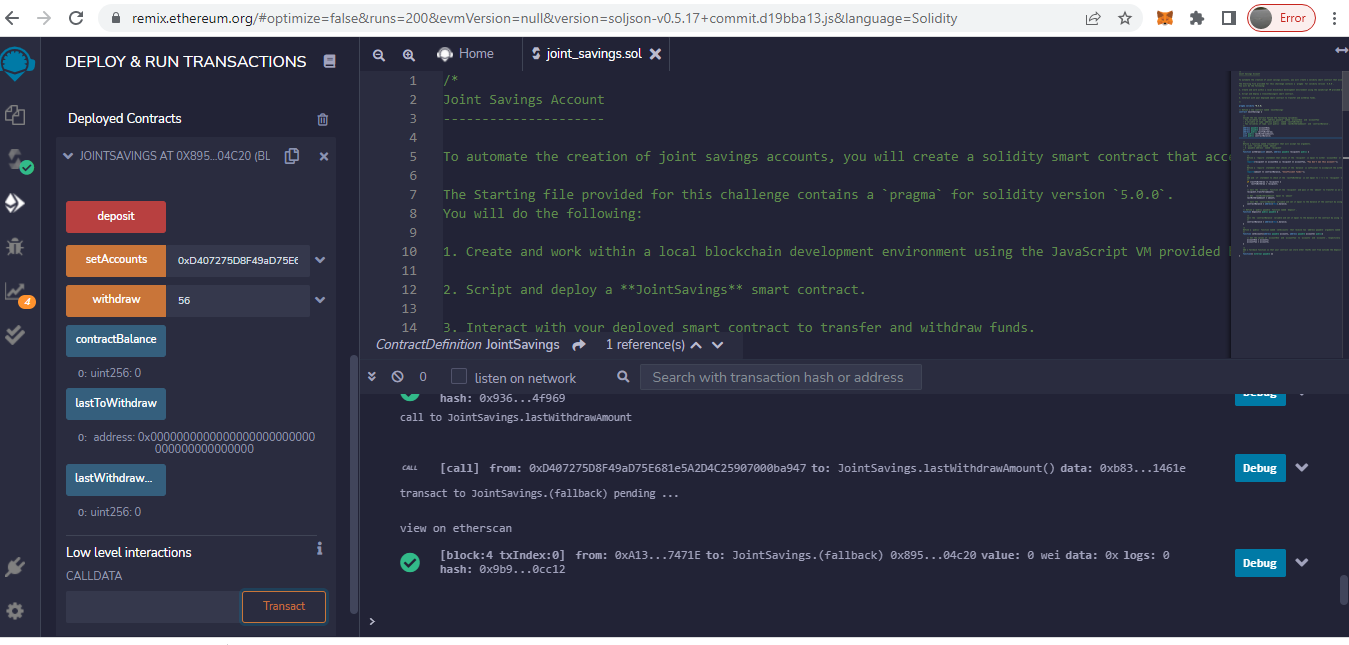 remix.ethereum.org/#optimize=false&runs=200&evmVersion=null&version=soljson-v0.5.17+commit.d19bba13.js&language=Solidity
Error
DEPLOY & RUN TRANSACTIONS
Deployed Contracts
JOINTSAVINGS AT 0X895...04C20 (BL
deposit
setAccounts 0xD407275D8F49aD75E6
withdraw 56
contractBalance
0: uint256: 0
lastToWithdraw
0: address: 0x00000000000000000000000
000000000000000000
lastWithdraw...
0: uint256: 0
Low level interactions
i
CALLDATA
Transact
4
Home
joint_savings.sol
1 /*
2 Joint Savings Account
3 ---------------------
4
5 To automate the creation of joint savings accounts, you will create a solidity smart contract that acc
6
7 The Starting file provided for this challenge contains a `pragma` for solidity version `5.0.0`.
8 You will do the following:
9
10 1. Create and work within a local blockchain development environment using the JavaScript VM provided
11
12 2. Script and deploy a **JointSavings** smart contract.
13
14 3. Interact with your deployed smart contract to transfer and withdraw funds.
ContractDefinition JointSavings 1 reference(s)
0 listen on network Search with transaction hash or address
hash: 0x936...4f969
Debug
call to JointSavings.lastWithdrawAmount
CALL [call] from: 0xD407275D8F49aD75E681e5A2D4C25907000ba947 to: JointSavings.lastWithdrawAmount() data: 0xb83...1461e
Debug
transact to JointSavings.(fallback) pending ...
view on etherscan
[block:4 txIndex:0] from: 0xA13...7471E to: JointSavings.(fallback) 0x895...04c20 value: 0 wei data: 0x logs: 0
hash: 0x9b9...0cc12
Debug
>